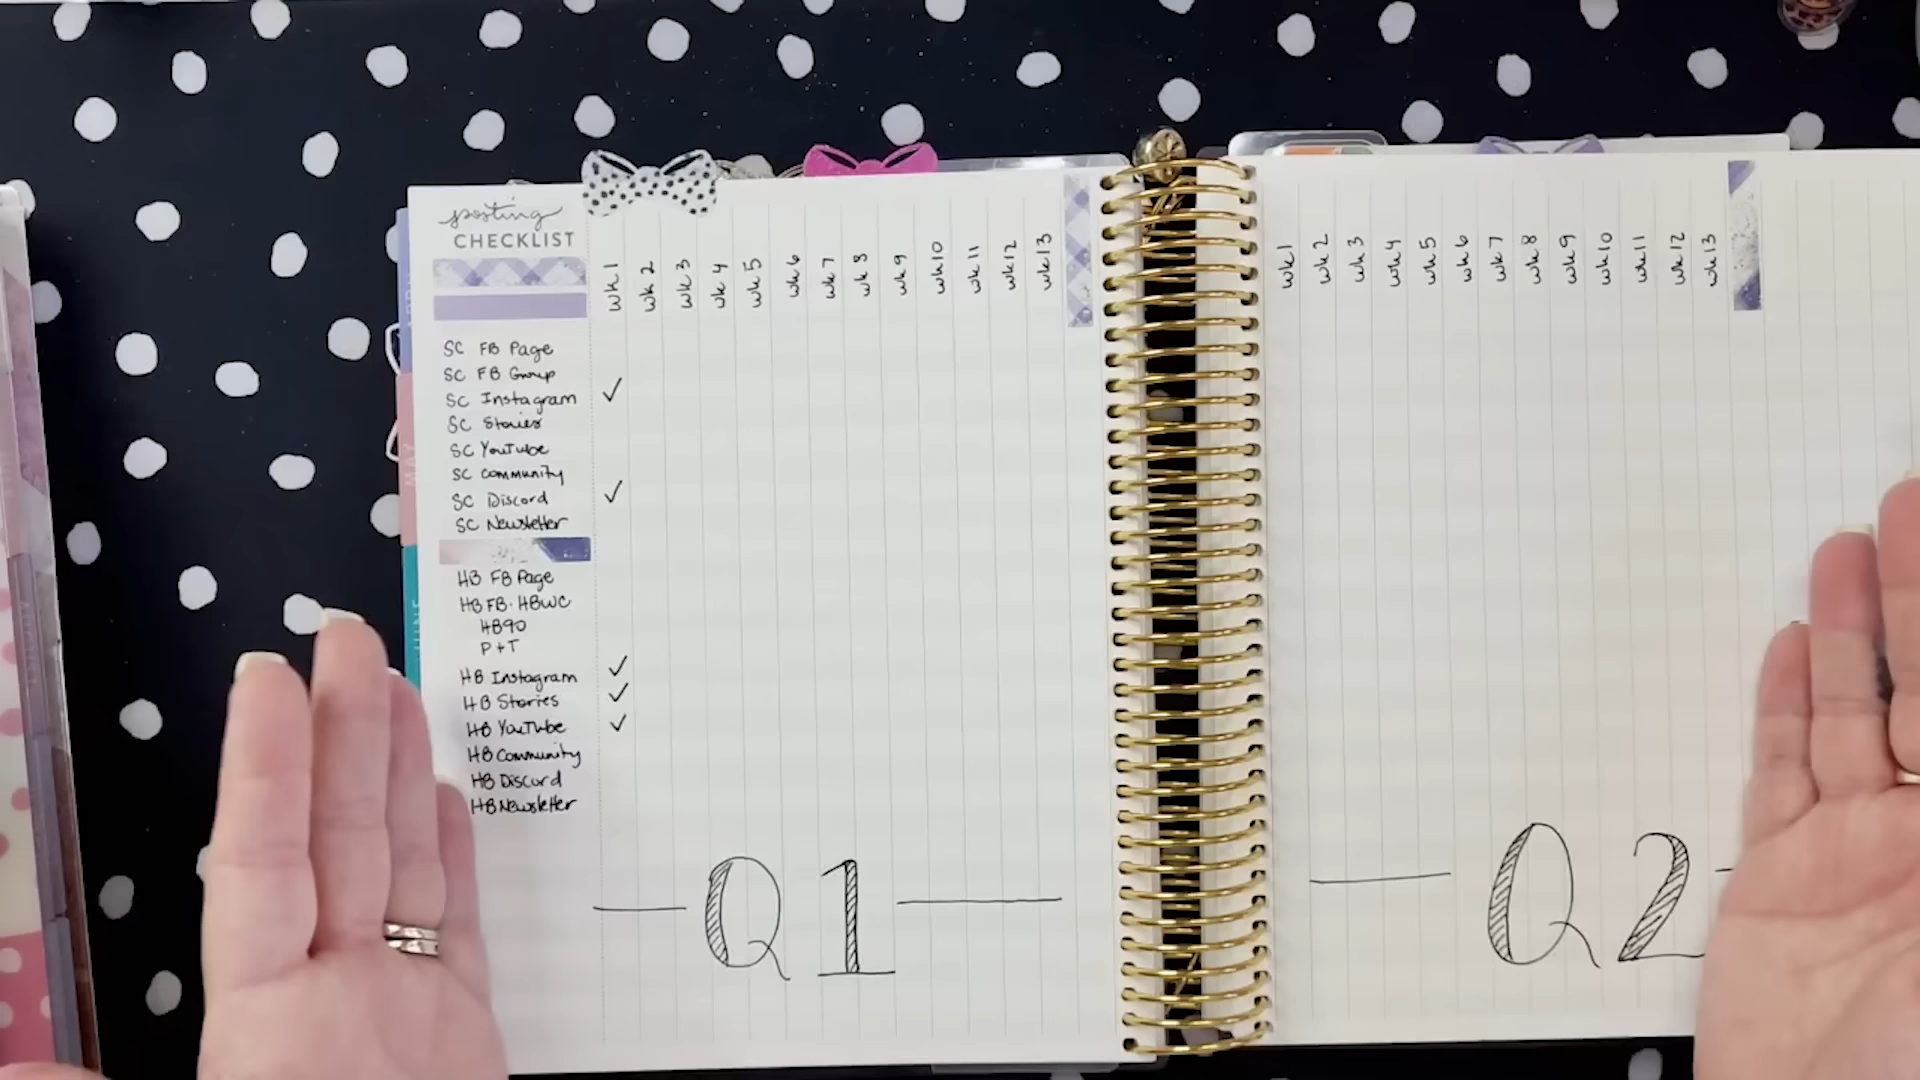 posting
CHECKLIST
wk 1 wk 2 wk 3 wk 4 wk 5 wk 6 wk 7 wk 8 wk 9 wk 10 wk 11 wk 12 wk 13
SC FB Page
SC FB Group
SC Instagram ✓
SC Stories
SC YouTube
SC Community
SC Discord ✓
SC Newsletter
HB FB Page
HB FB · HBWC
HB90
P+T
HB Instagram ✓
HB Stories ✓
HB YouTube ✓
HB Community
HB Discord
HB Newsletter
Q1
wk 1 wk 2 wk 3 wk 4 wk 5 wk 6 wk 7 wk 8 wk 9 wk 10 wk 11 wk 12 wk 13
Q2
MAY
JUNE